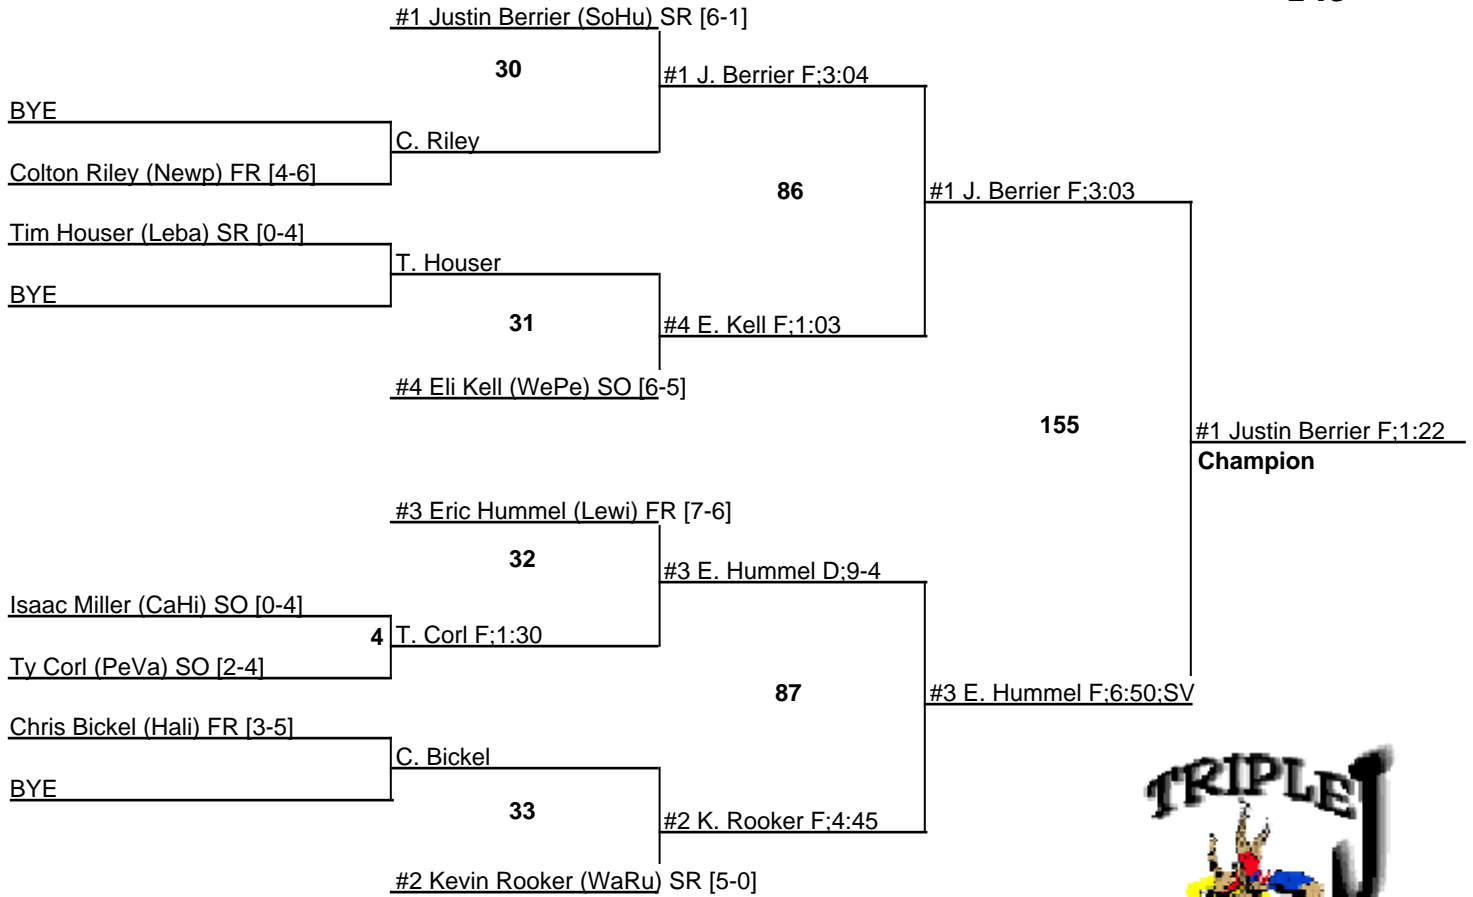 #1 Justin Berrier (SoHu) SR [6-1]
30
#1 J. Berrier F;3:04
BYE
C. Riley
Colton Riley (Newp) FR [4-6]
86
#1 J. Berrier F;3:03
Tim Houser (Leba) SR [0-4]
T. Houser
BYE
31
#4 E. Kell F;1:03
#4 Eli Kell (WePe) SO [6-5]
155
#1 Justin Berrier F;1:22
Champion
#3 Eric Hummel (Lewi) FR [7-6]
32
#3 E. Hummel D;9-4
Isaac Miller (CaHi) SO [0-4]
4
T. Corl F;1:30
Ty Corl (PeVa) SO [2-4]
87
#3 E. Hummel F;6:50;SV
Chris Bickel (Hali) FR [3-5]
C. Bickel
BYE
33
#2 K. Rooker F;4:45
#2 Kevin Rooker (WaRu) SR [5-0]
TRIPLE J